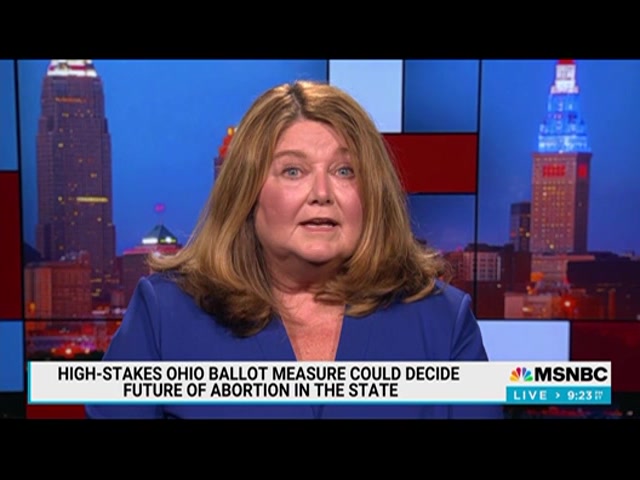 HIGH-STAKES OHIO BALLOT MEASURE COULD DECIDE
FUTURE OF ABORTION IN THE STATE
MSNBC
LIVE > 9:23